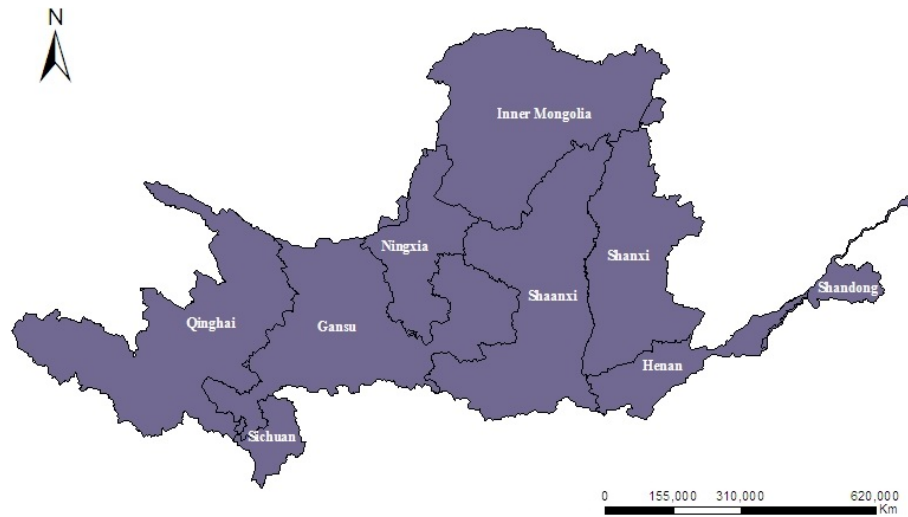 N
Inner Mongolia
Ningxia
Shanxi
Shandong
Shaanxi
Qinghai
Gansu
Henan
Sichuan
0 155,000 310,000 620,000
Km